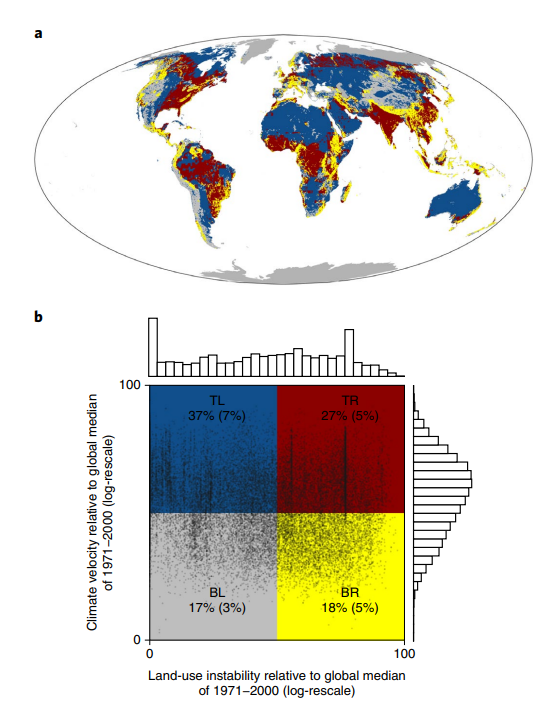 a
b
100
TL
37% (7%)
TR
27% (5%)
Climate velocity relative to global median
of 1971–2000 (log-rescale)
BL
17% (3%)
BR
18% (5%)
0
0
100
Land-use instability relative to global median
of 1971–2000 (log-rescale)